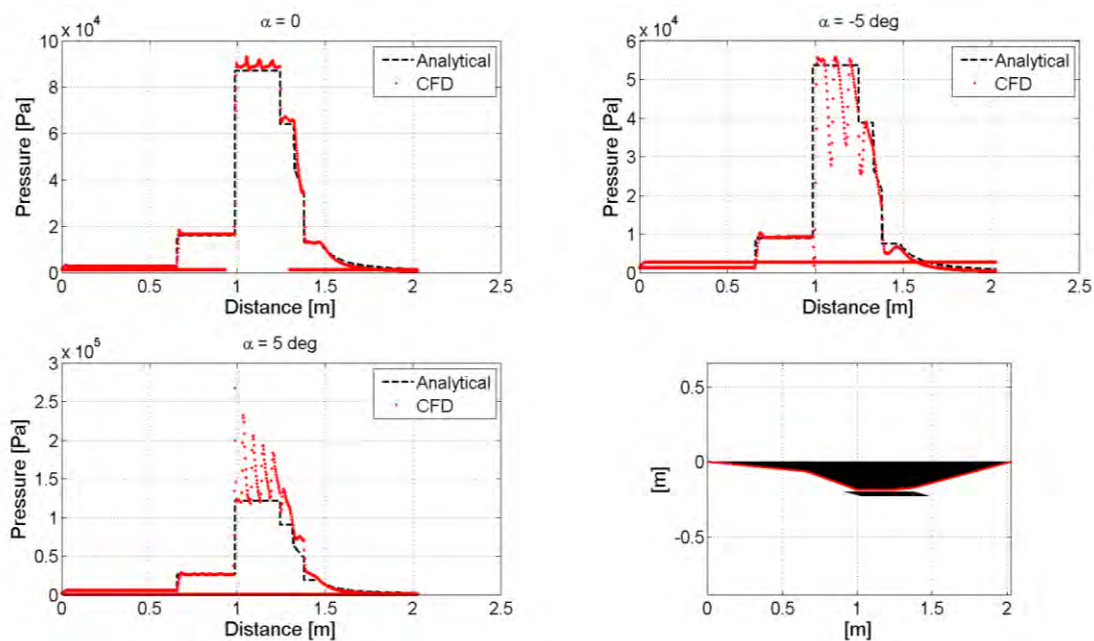 α = 0
x 10^4
Pressure [Pa]
10
8
6
4
2
0
0 0.5 1 1.5 2 2.5
Distance [m]
Analytical
CFD
α = -5 deg
x 10^4
Pressure [Pa]
6
5
4
3
2
1
0
0 0.5 1 1.5 2 2.5
Distance [m]
Analytical
CFD
α = 5 deg
x 10^5
Pressure [Pa]
3
2.5
2
1.5
1
0.5
0
0 0.5 1 1.5 2 2.5
Distance [m]
Analytical
CFD
[m]
0.5
0
-0.5
0 0.5 1 1.5 2
[m]